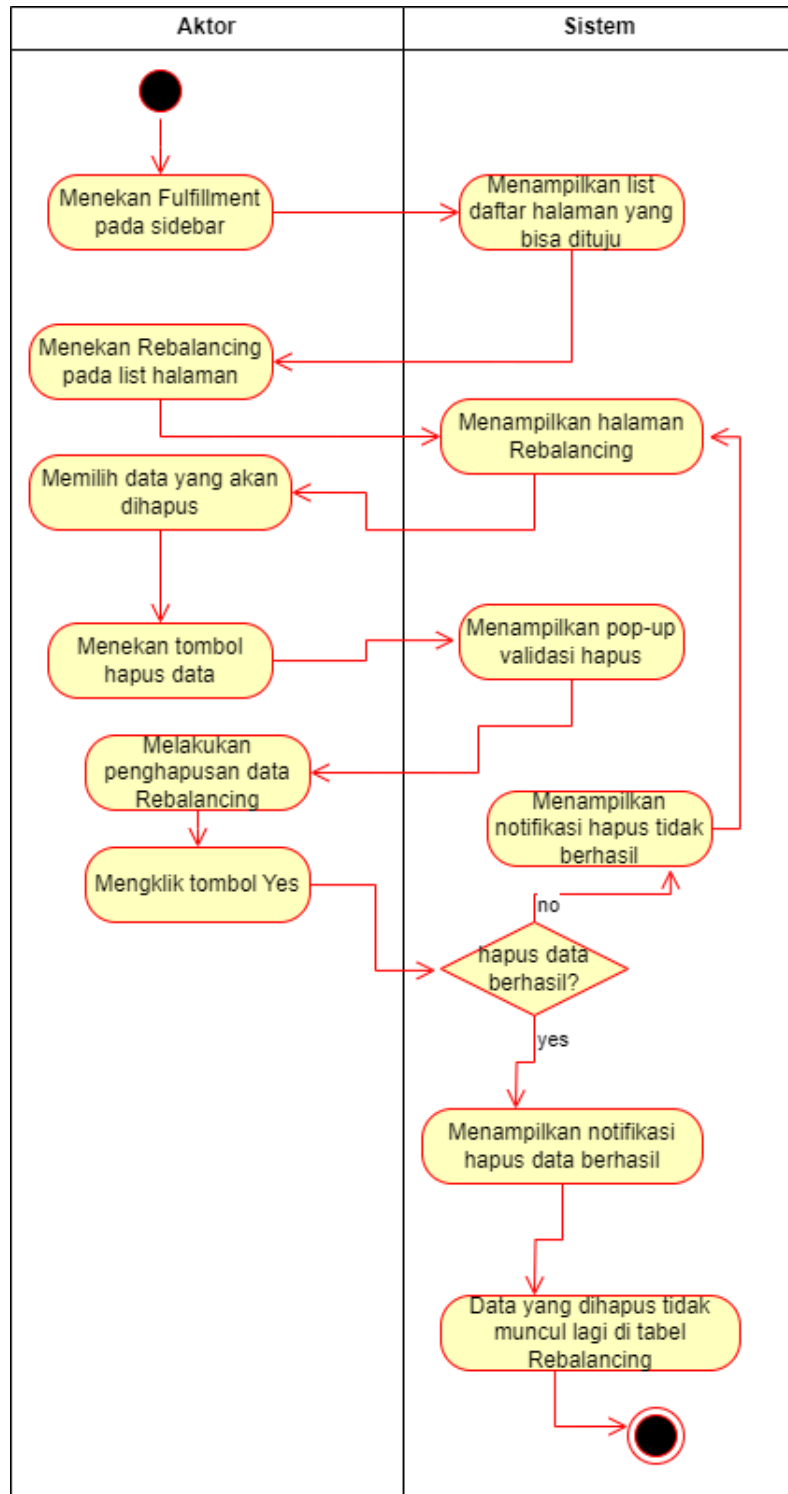 Aktor
Sistem
Menekan Fulfillment
pada sidebar
Menampilkan list
daftar halaman yang
bisa dituju
Menekan Rebalancing
pada list halaman
Menampilkan halaman
Rebalancing
Memilih data yang akan
dihapus
Menekan tombol
hapus data
Menampilkan pop-up
validasi hapus
Melakukan
penghapusan data
Rebalancing
Mengklik tombol Yes
Menampilkan
notifikasi hapus tidak
berhasil
no
hapus data
berhasil?
yes
Menampilkan notifikasi
hapus data berhasil
Data yang dihapus tidak
muncul lagi di tabel
Rebalancing